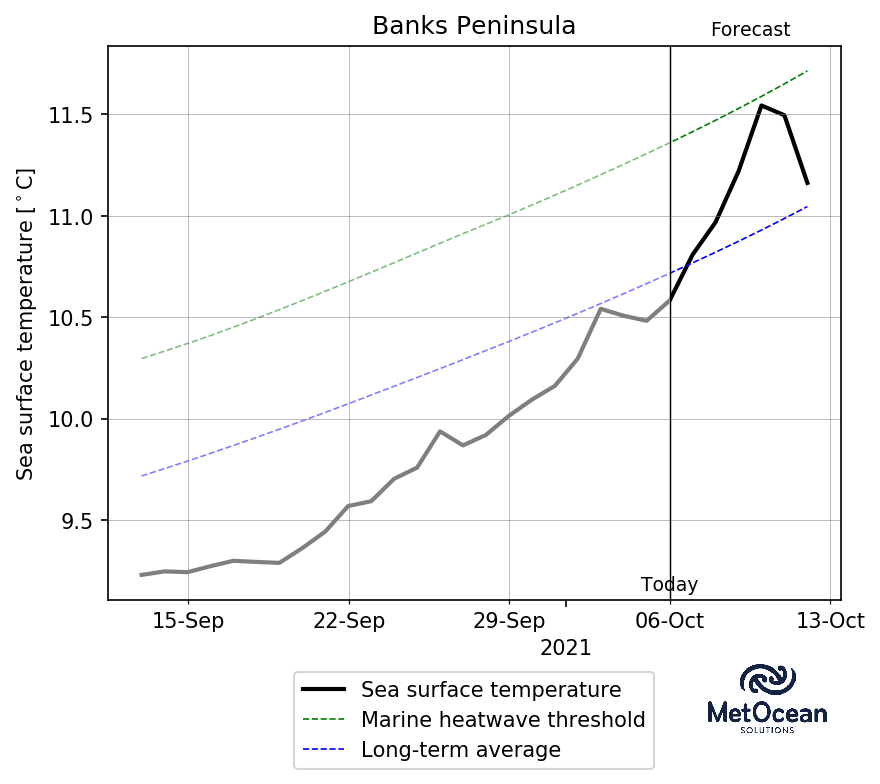 Banks Peninsula
Forecast
Sea surface temperature [°C]
11.5
11.0
10.5
10.0
9.5
Today
15-Sep 22-Sep 29-Sep 06-Oct 13-Oct
2021
Sea surface temperature
Marine heatwave threshold
Long-term average
MetOcean
SOLUTIONS